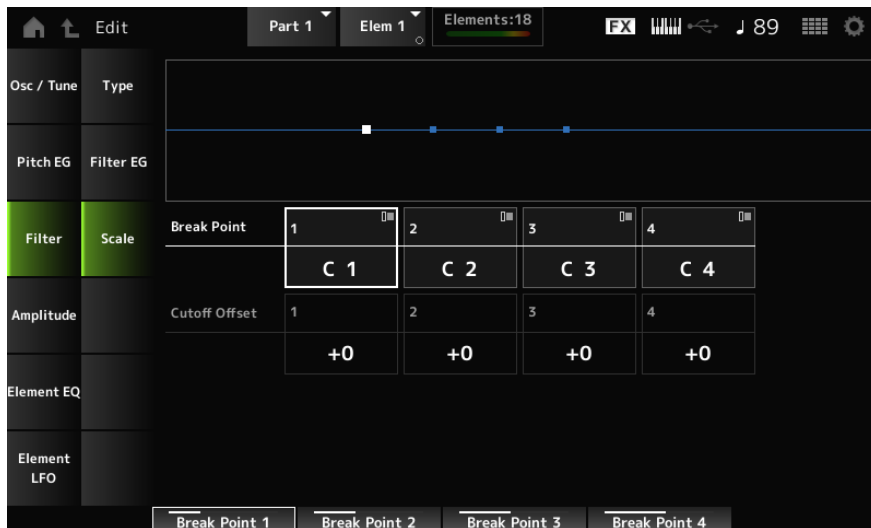 Edit Part 1 Elem 1 Elements:18 FX 89
Osc / Tune Type
Pitch EG Filter EG
Filter Scale
Break Point 1 2 3 4
C 1 C 2 C 3 C 4
Amplitude
Cutoff Offset 1 2 3 4
+0 +0 +0 +0
Element EQ
Element
LFO
Break Point 1 Break Point 2 Break Point 3 Break Point 4